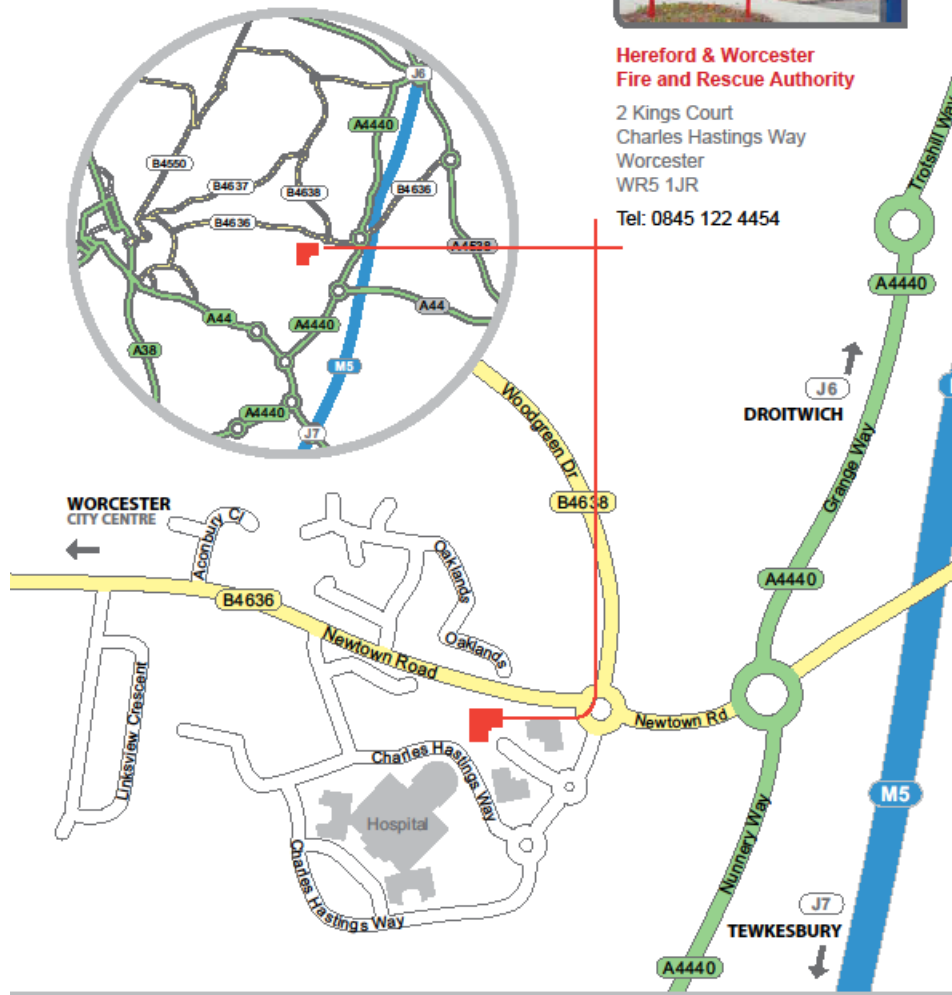 J6
A4440
B4550
B4637
B4638
B4636
B4636
A4538
A44
A44
A4440
A38
M5
A4440
J7
Hereford & Worcester
Fire and Rescue Authority
2 Kings Court
Charles Hastings Way
Worcester
WR5 1JR
Tel: 0845 122 4454
Trotshill Way
A4440
J6
DROITWICH
Grange Way
Woodgreen Dr
B4638
WORCESTER
CITY CENTRE
Aconbury Cl
Oaklands
A4440
B4636
Newtown Road
Oaklands
Linksview Crescent
Newtown Rd
Charles Hastings Way
Hospital
M5
Nunnery Way
Charles Hastings Way
J7
TEWKESBURY
A4440